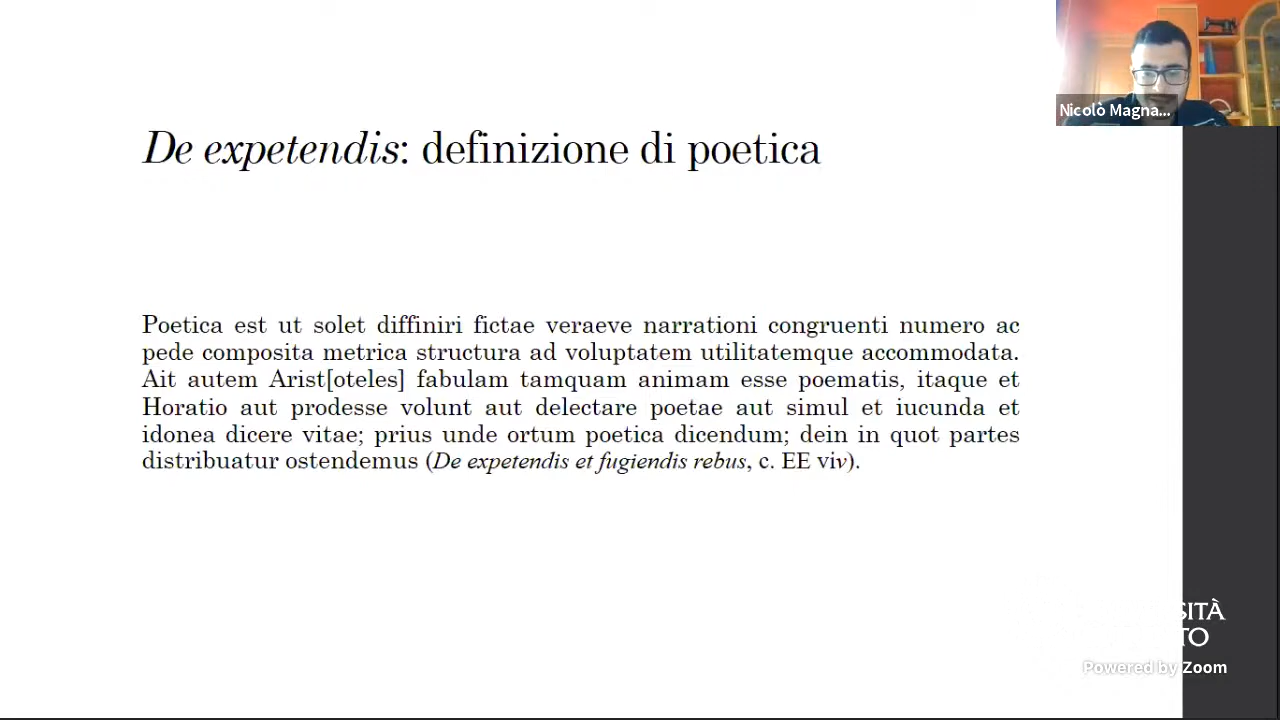 Nicolò Magna...
De expetendis: definizione di poetica
Poetica est ut solet diffiniri fictae veraeve narrationi congruenti numero ac
pede composita metrica structura ad voluptatem utilitatemque accommodata.
Ait autem Arist[oteles] fabulam tamquam animam esse poematis, itaque et
Horatio aut prodesse volunt aut delectare poetae aut simul et iucunda et
idonea dicere vitae; prius unde ortum poetica dicendum; dein in quot partes
distribuatur ostendemus (De expetendis et fugiendis rebus, c. EE viv).
SITÀ
TO
Powered by Zoom